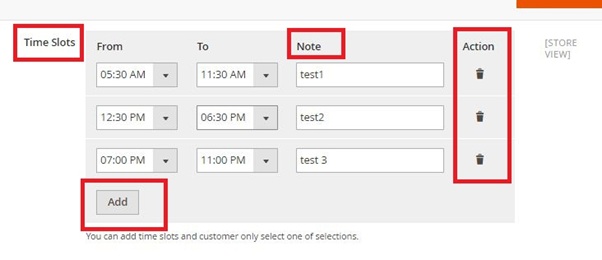 Time Slots From To Note Action [STORE VIEW]
05:30 AM 11:30 AM test1
12:30 PM 06:30 PM test2
07:00 PM 11:00 PM test 3
Add
You can add time slots and customer only select one of selections.